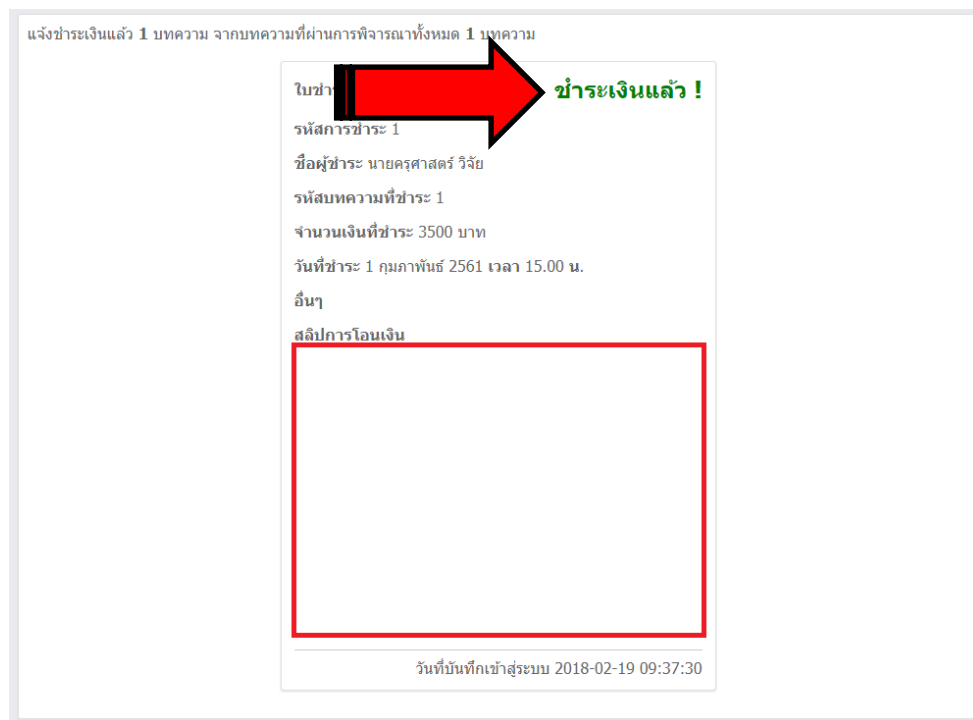 แจ้งชำระเงินแล้ว 1 บทความ จากบทความที่ผ่านการพิจารณาทั้งหมด 1 บทความ
ชำระเงินแล้ว !
รหัสการชำระ 1
ชื่อผู้ชำระ นายครุศาสตร์ วิจัย
รหัสบทความที่ชำระ 1
จำนวนเงินที่ชำระ 3500 บาท
วันที่ชำระ 1 กุมภาพันธ์ 2561 เวลา 15.00 น.
อื่นๆ
สลิปการโอนเงิน
วันที่บันทึกเข้าสู่ระบบ 2018-02-19 09:37:30